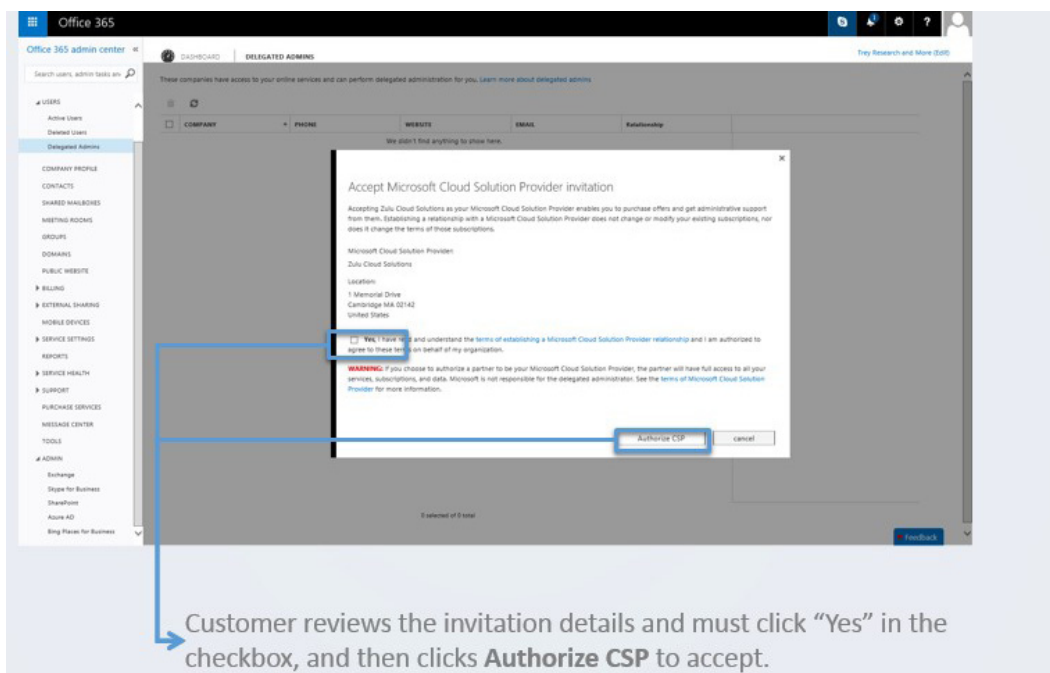 Office 365
?
Office 365 admin center «
DASHBOARD
DELEGATED ADMINS
Trey Research and More (Edit)
Search users, admin tasks and
These companies have access to your online services and can perform delegated administration for you. Learn more about delegated admins
USERS
Active Users
Deleted Users
Delegated Admins
COMPANY PROFILE
CONTACTS
SHARED MAILBOXES
MEETING ROOMS
GROUPS
DOMAINS
PUBLIC WEBSITE
BILLING
EXTERNAL SHARING
MOBILE DEVICES
SERVICE SETTINGS
REPORTS
SERVICE HEALTH
SUPPORT
PURCHASE SERVICES
MESSAGE CENTER
TOOLS
ADMIN
Exchange
Skype for Business
SharePoint
Azure AD
Bing Places for Business
COMPANY PHONE WEBSITE EMAIL Relationship
We didn't find anything to show here.
Accept Microsoft Cloud Solution Provider invitation
Accepting Zulu Cloud Solutions as your Microsoft Cloud Solution Provider enables you to purchase offers and get administrative support
from them. Establishing a relationship with a Microsoft Cloud Solution Provider does not change or modify your existing subscriptions, nor
does it change the terms of those subscriptions.
Microsoft Cloud Solution Provider:
Zulu Cloud Solutions
Location:
1 Memorial Drive
Cambridge MA 02142
United States
Yes, I have read and understand the terms of establishing a Microsoft Cloud Solution Provider relationship and I am authorized to
agree to these terms on behalf of my organization.
WARNING: If you choose to authorize a partner to be your Microsoft Cloud Solution Provider, the partner will have full access to all your
services, subscriptions, and data. Microsoft is not responsible for the delegated administrator. See the terms of Microsoft Cloud Solution
Provider for more information.
Authorize CSP
cancel
0 selected of 0 total
Feedback
Customer reviews the invitation details and must click “Yes” in the
checkbox, and then clicks Authorize CSP to accept.